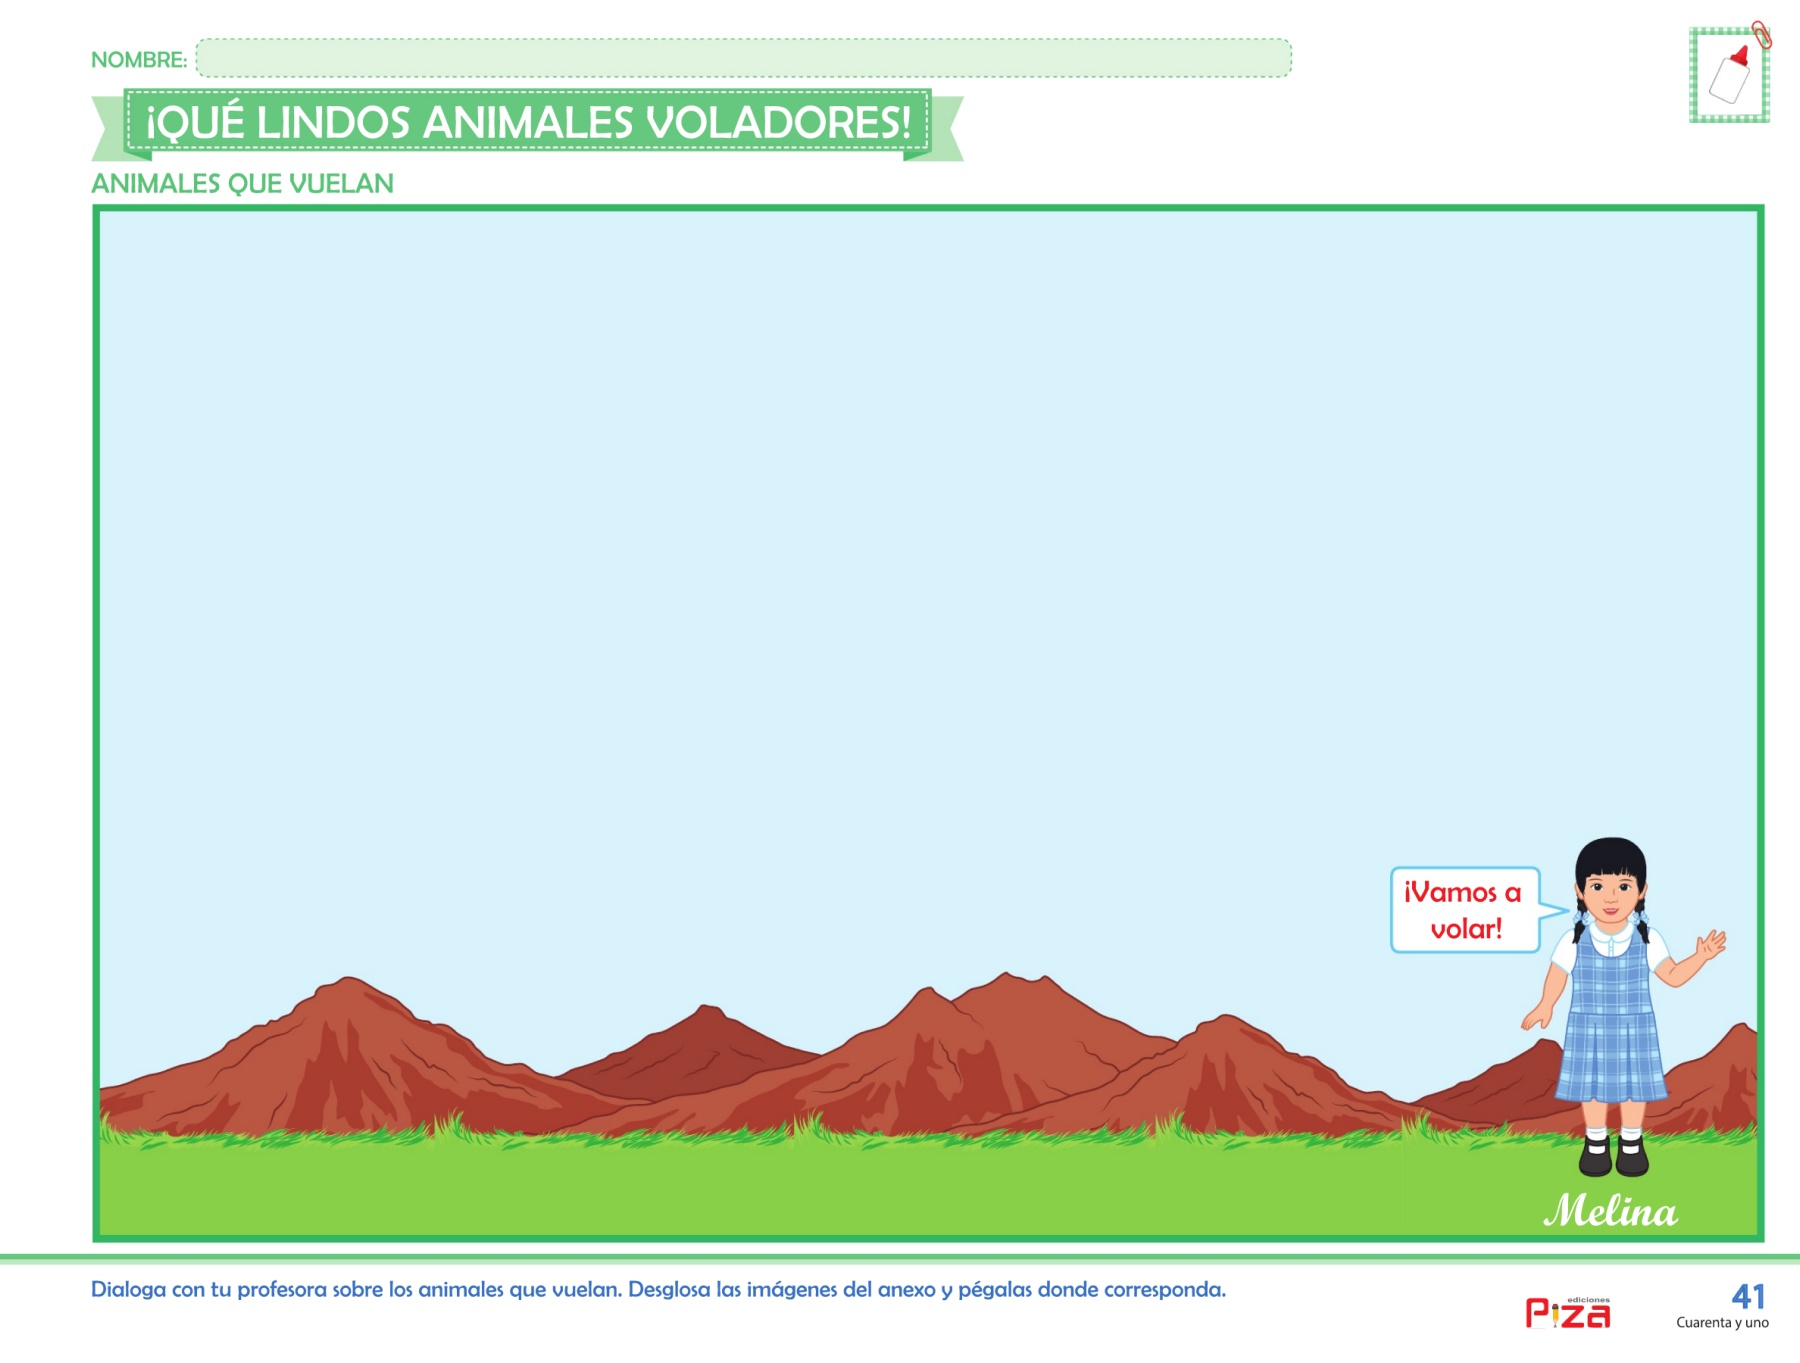 NOMBRE:
¡QUÉ LINDOS ANIMALES VOLADORES!
ANIMALES QUE VUELAN
¡Vamos a
volar!
Melina
Dialoga con tu profesora sobre los animales que vuelan. Desglosa las imágenes del anexo y pégalas donde corresponda.
ediciones
Piza
41
Cuarenta y uno